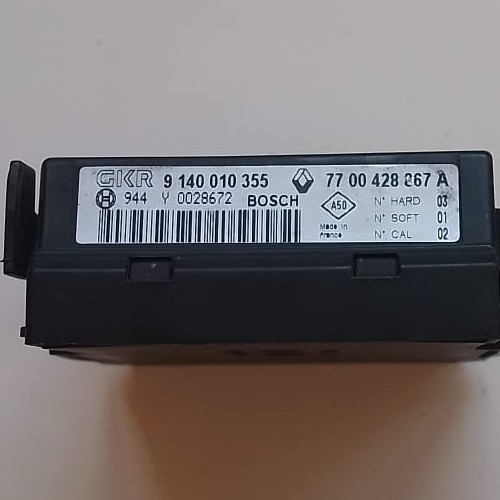 GKR 9 140 010 355 77 00 428 867 A
944 Y 0028672 BOSCH A50 N° HARD 03
N° SOFT 01
Made in France N° CAL 02